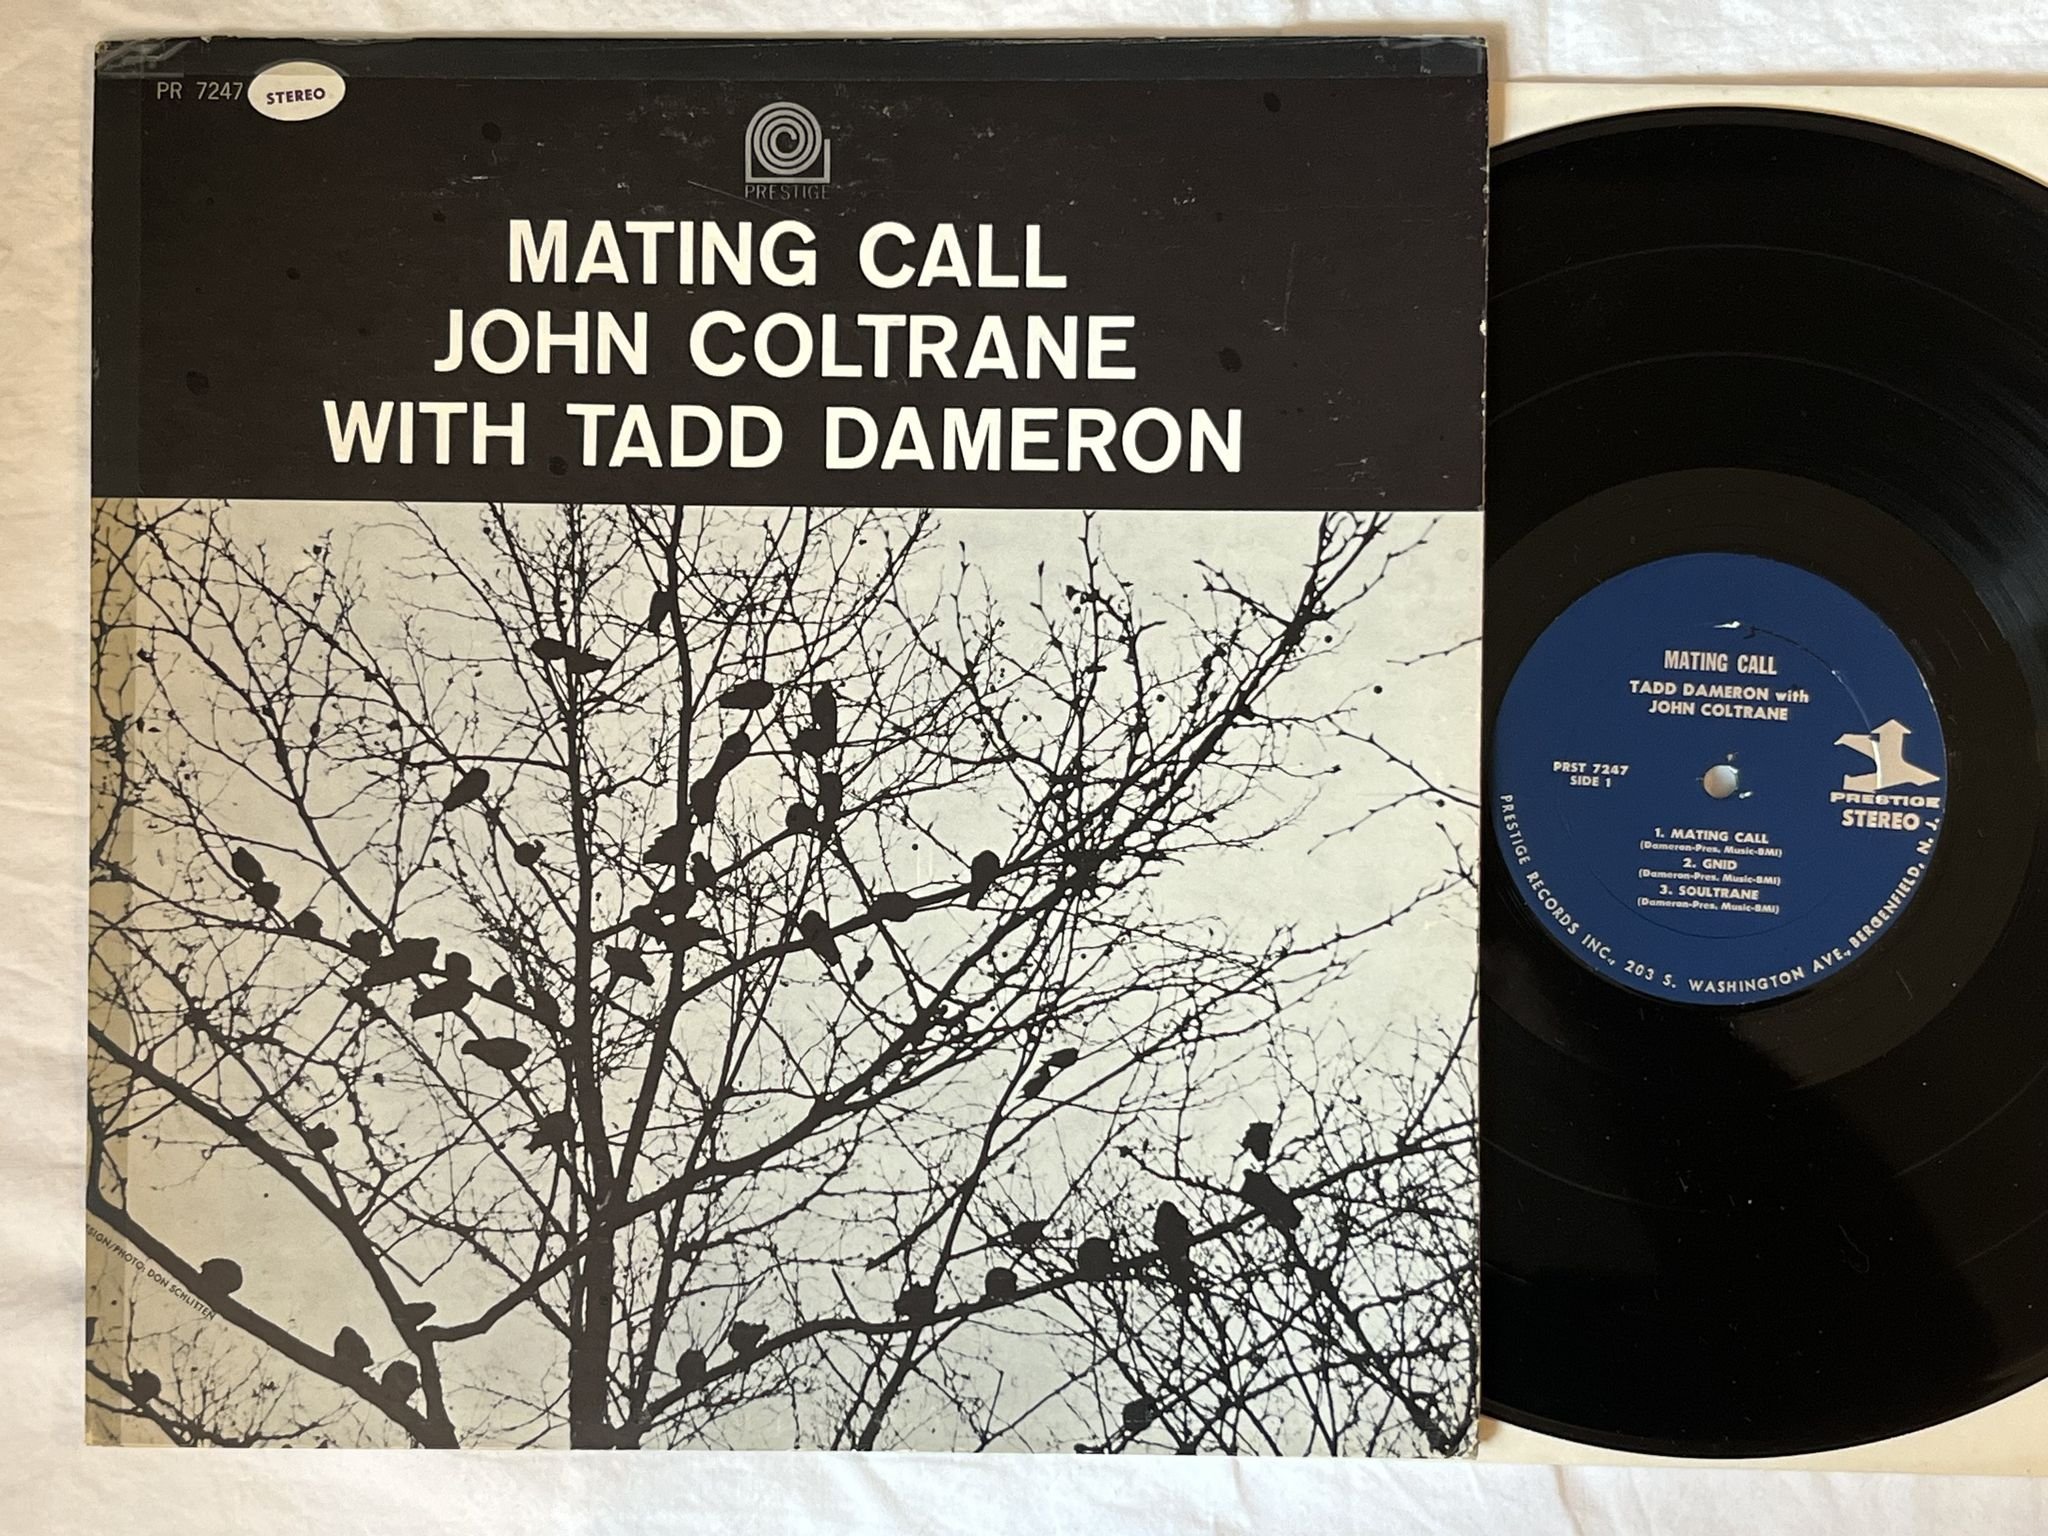 PR 7247
STEREO
PRESTIGE
MATING CALL
JOHN COLTRANE
WITH TADD DAMERON
DESIGN/PHOTO: DON SCHLITTEN
MATING CALL
TADD DAMERON with
JOHN COLTRANE
PRST 7247
SIDE 1
PRESTIGE
STEREO
1. MATING CALL
(Dameron-Pres. Music-BMI)
2. GNID
(Dameron-Pres. Music-BMI)
3. SOULTRANE
(Dameron-Pres. Music-BMI)
PRESTIGE RECORDS INC., 203 S. WASHINGTON AVE., BERGENFIELD, N. J.